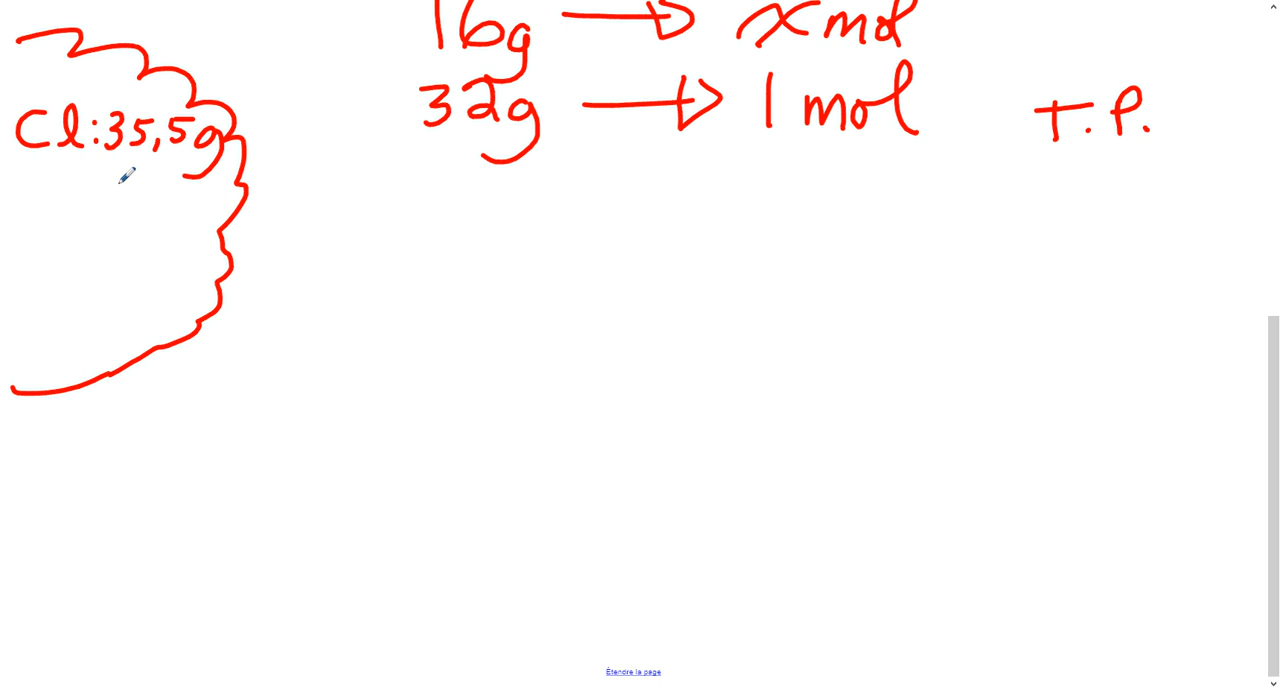 16g → x mol
32g → 1 mol
T.P.
Cl:35,5g
Étendre la page